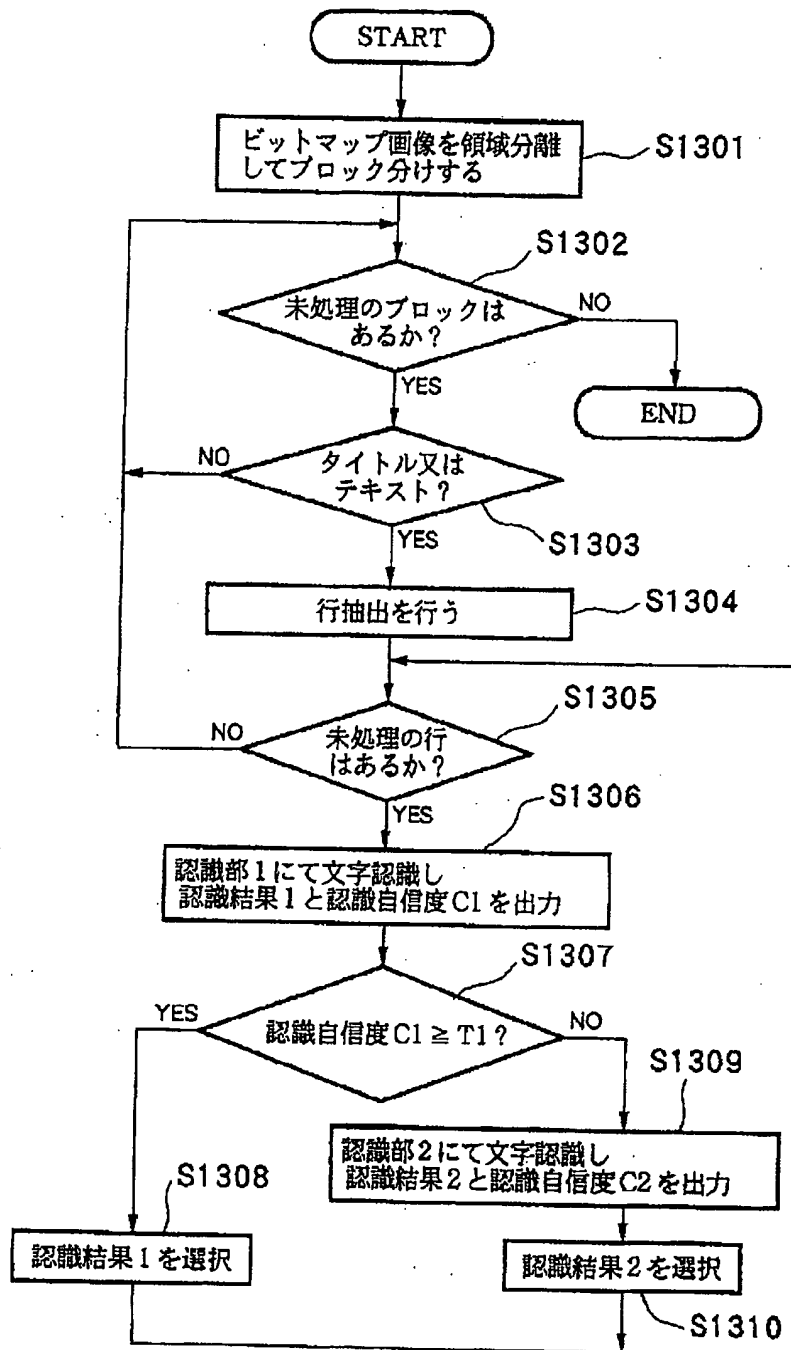 START
ビットマップ画像を領域分離
してブロック分けする
S1301
S1302
未処理のブロックは
あるか？
NO
YES
END
タイトル又は
テキスト？
NO
YES
S1303
行抽出を行う
S1304
S1305
未処理の行
はあるか？
NO
YES
S1306
認識部1にて文字認識し
認識結果1と認識自信度C1を出力
S1307
認識自信度C1≧T1？
YES
NO
S1309
認識部2にて文字認識し
認識結果2と認識自信度C2を出力
S1308
認識結果1を選択
認識結果2を選択
S1310